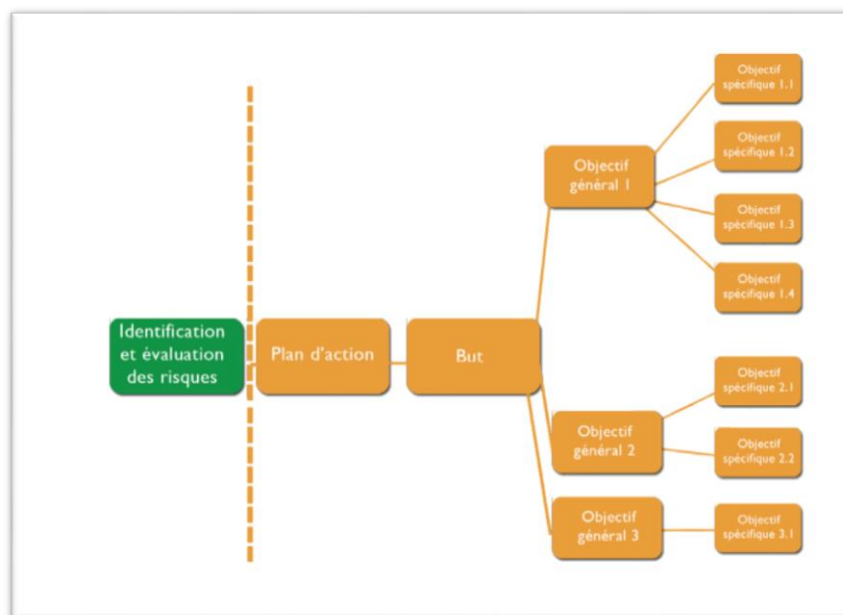 Identification
et évaluation
des risques
Plan d'action
But
Objectif
général 1
Objectif
spécifique 1.1
Objectif
spécifique 1.2
Objectif
spécifique 1.3
Objectif
spécifique 1.4
Objectif
général 2
Objectif
spécifique 2.1
Objectif
spécifique 2.2
Objectif
général 3
Objectif
spécifique 3.1